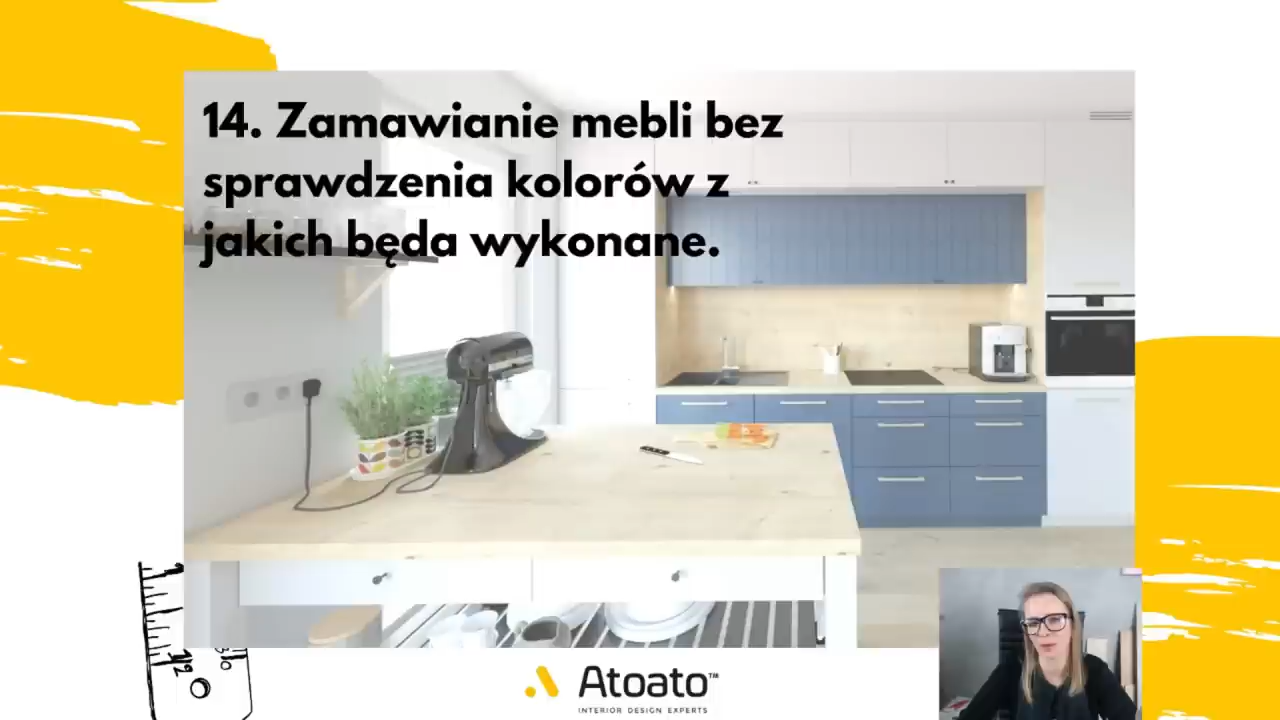 14. Zamawianie mebli bez
sprawdzenia kolorów z
jakich będa wykonane.
Atoato™
INTERIOR DESIGN EXPERTS